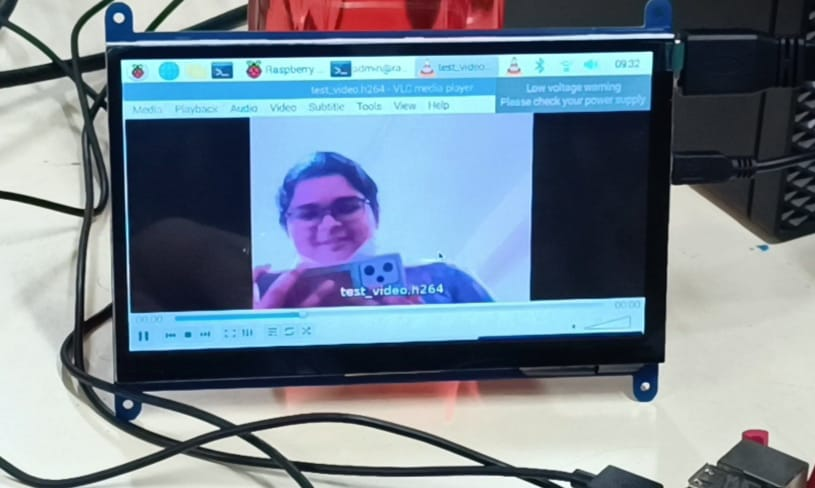 Raspberry ...
admin@ra...
test_video...
09:32
test_video.h264 - VLC media player
Low voltage warning
Please check your power supply
Media Playback Audio Video Subtitle Tools View Help
test_video.h264
00:00
00:00